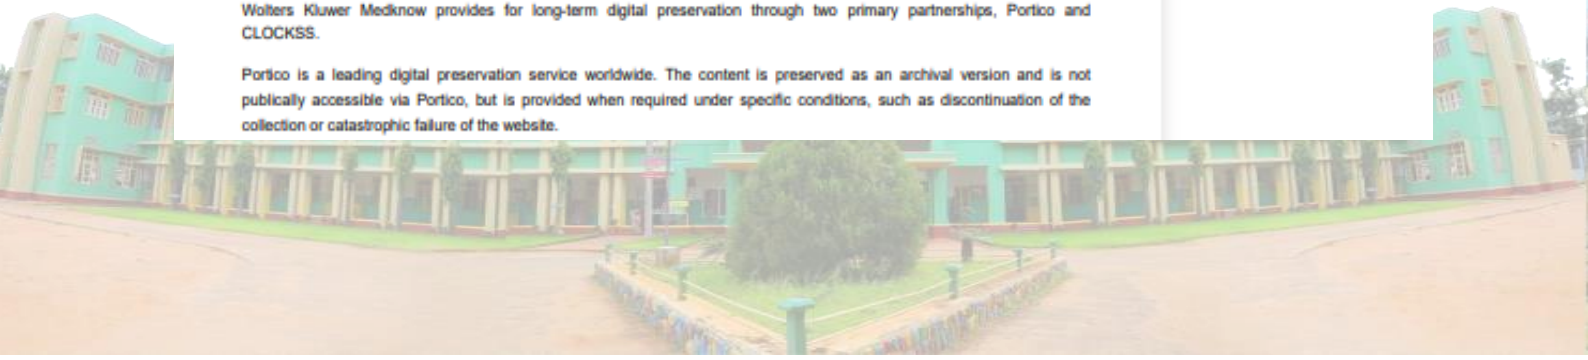 Wolters Kluwer Medknow provides for long-term digital preservation through two primary partnerships, Portico and
CLOCKSS.
Portico is a leading digital preservation service worldwide. The content is preserved as an archival version and is not
publically accessible via Portico, but is provided when required under specific conditions, such as discontinuation of the
collection or catastrophic failure of the website.